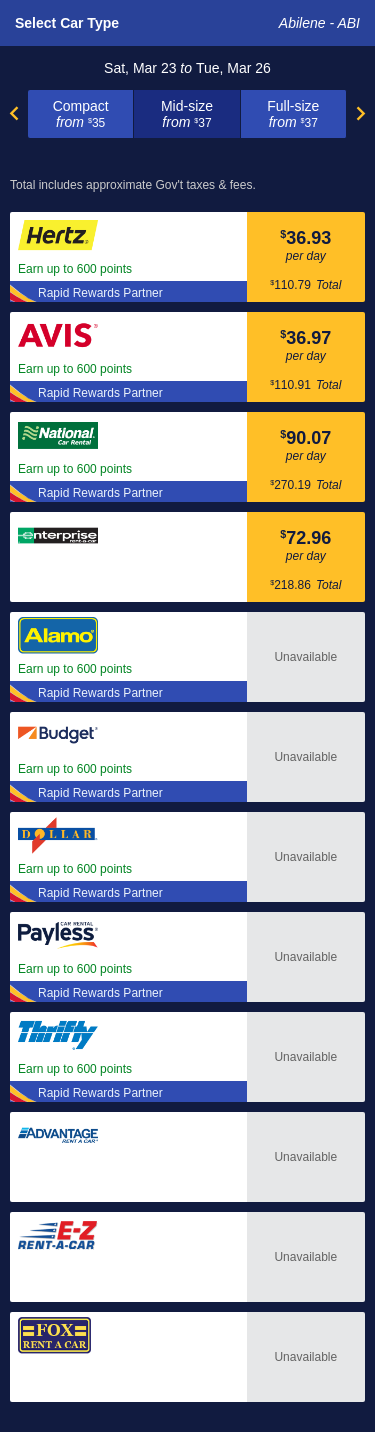 Select Car Type Abilene - ABI
Sat, Mar 23 to Tue, Mar 26
Compact Mid-size Full-size
from $35 from $37 from $37
Total includes approximate Gov't taxes & fees.
Hertz
$36.93
per day
Earn up to 600 points
$110.79 Total
Rapid Rewards Partner
AVIS
$36.97
per day
Earn up to 600 points
$110.91 Total
Rapid Rewards Partner
National
Car Rental
$90.07
per day
Earn up to 600 points
$270.19 Total
Rapid Rewards Partner
enterprise
rent-a-car
$72.96
per day
$218.86 Total
Alamo
Unavailable
Earn up to 600 points
Rapid Rewards Partner
Budget
Unavailable
Earn up to 600 points
Rapid Rewards Partner
DOLLAR
Unavailable
Earn up to 600 points
Rapid Rewards Partner
CAR RENTAL
Payless
Unavailable
Earn up to 600 points
Rapid Rewards Partner
Thrifty
Unavailable
Earn up to 600 points
Rapid Rewards Partner
ADVANTAGE
RENT A CAR
Unavailable
E-Z
RENT-A-CAR
Unavailable
FOX
RENT A CAR
Unavailable